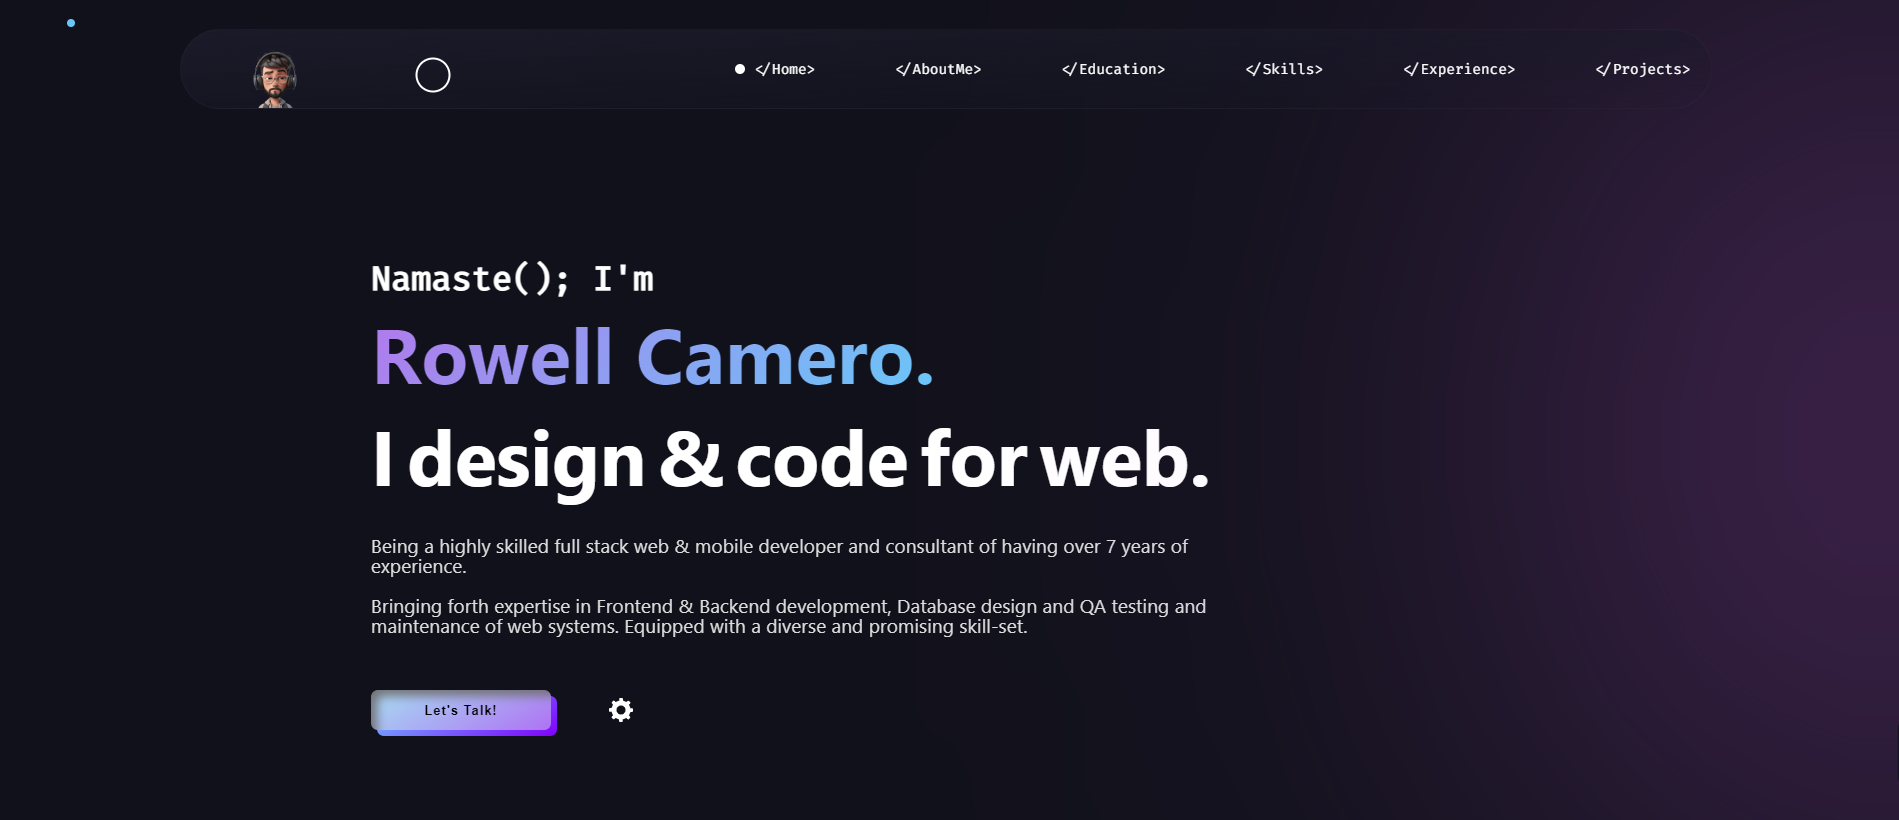 </Home> </AboutMe> </Education> </Skills> </Experience> </Projects>
Namaste(); I'm
Rowell Camero.
I design & code for web.
Being a highly skilled full stack web & mobile developer and consultant of having over 7 years of
experience.
Bringing forth expertise in Frontend & Backend development, Database design and QA testing and
maintenance of web systems. Equipped with a diverse and promising skill-set.
Let's Talk!